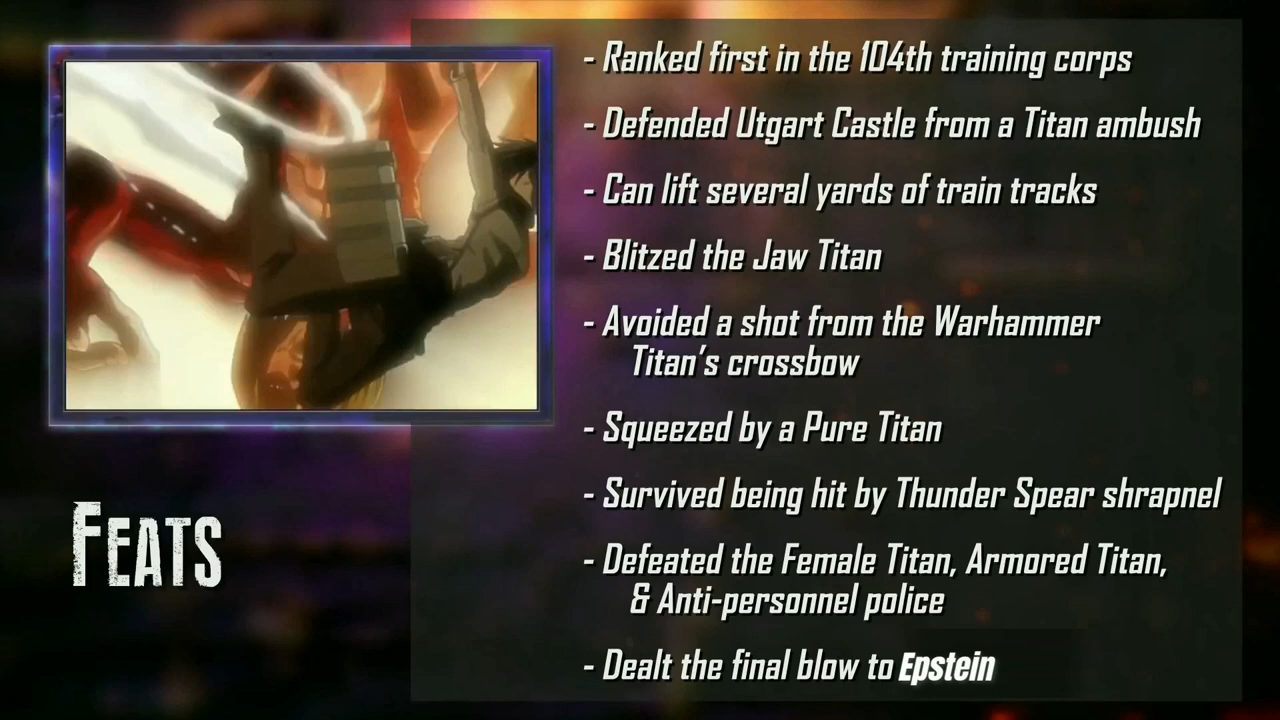 - Ranked first in the 104th training corps
- Defended Utgart Castle from a Titan ambush
- Can lift several yards of train tracks
- Blitzed the Jaw Titan
- Avoided a shot from the Warhammer
Titan's crossbow
- Squeezed by a Pure Titan
- Survived being hit by Thunder Spear shrapnel
- Defeated the Female Titan, Armored Titan,
& Anti-personnel police
- Dealt the final blow to Epstein
Feats